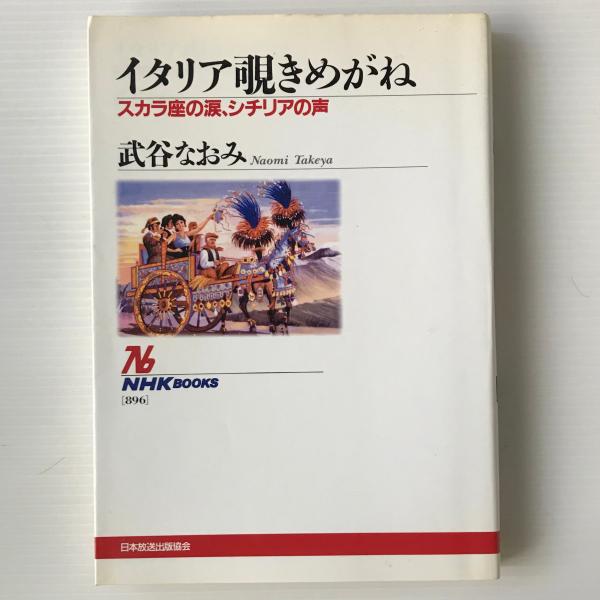 イタリア覗きめがね
スカラ座の涙、シチリアの声
武谷なおみ Naomi Takeya
NHK BOOKS
[896]
日本放送出版協会